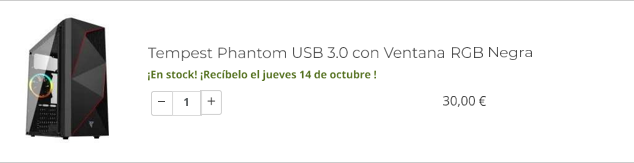 Tempest Phantom USB 3.0 con Ventana RGB Negra
¡En stock! ¡Recíbelo el jueves 14 de octubre !
− 1 +
30,00 €